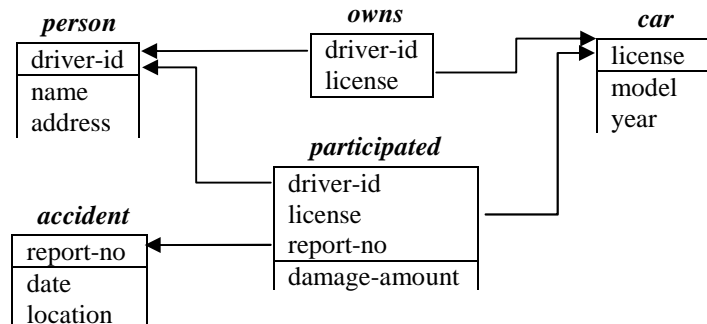 person
driver-id
name
address
owns
driver-id
license
car
license
model
year
participated
driver-id
license
report-no
damage-amount
accident
report-no
date
location